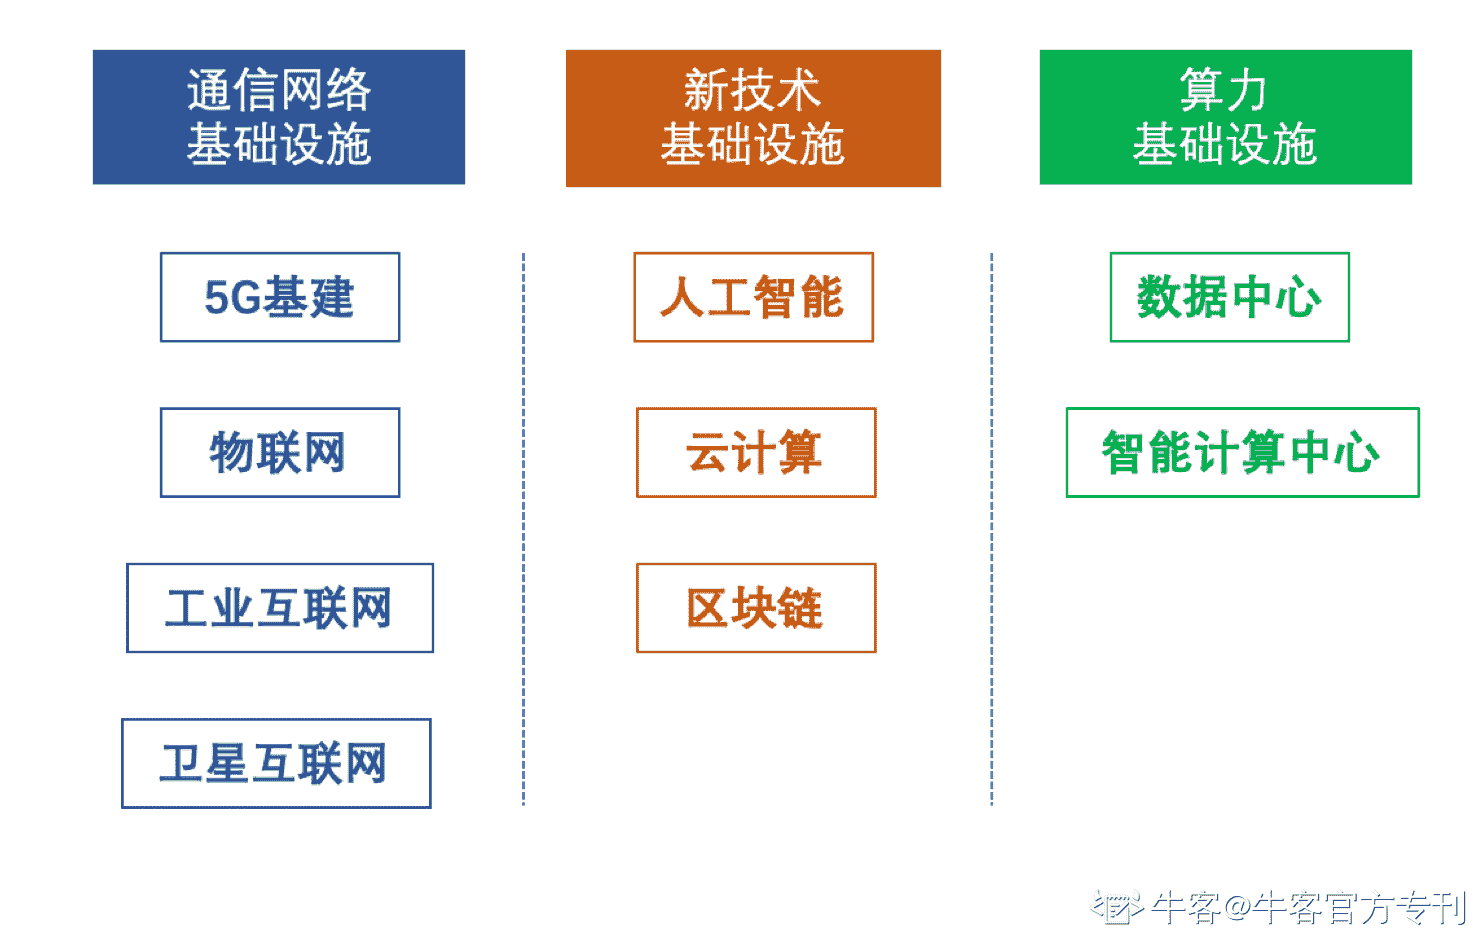 通信网络
基础设施
5G基建
物联网
工业互联网
卫星互联网
新技术
基础设施
人工智能
云计算
区块链
算力
基础设施
数据中心
智能计算中心
牛客@牛客官方专刊